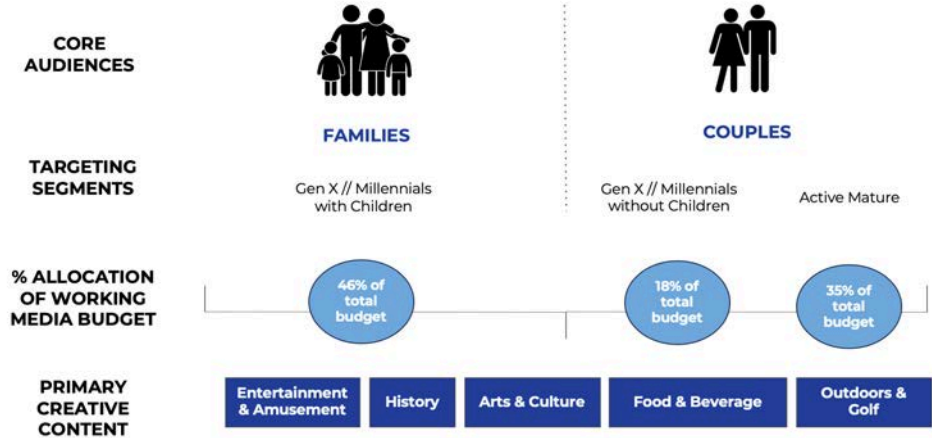 CORE
AUDIENCES
FAMILIES
COUPLES
TARGETING
SEGMENTS
Gen X // Millennials
with Children
Gen X // Millennials
without Children
Active Mature
% ALLOCATION
OF WORKING
MEDIA BUDGET
46% of
total
budget
18% of
total
budget
35% of
total
budget
PRIMARY
CREATIVE
CONTENT
Entertainment
& Amusement
History
Arts & Culture
Food & Beverage
Outdoors &
Golf